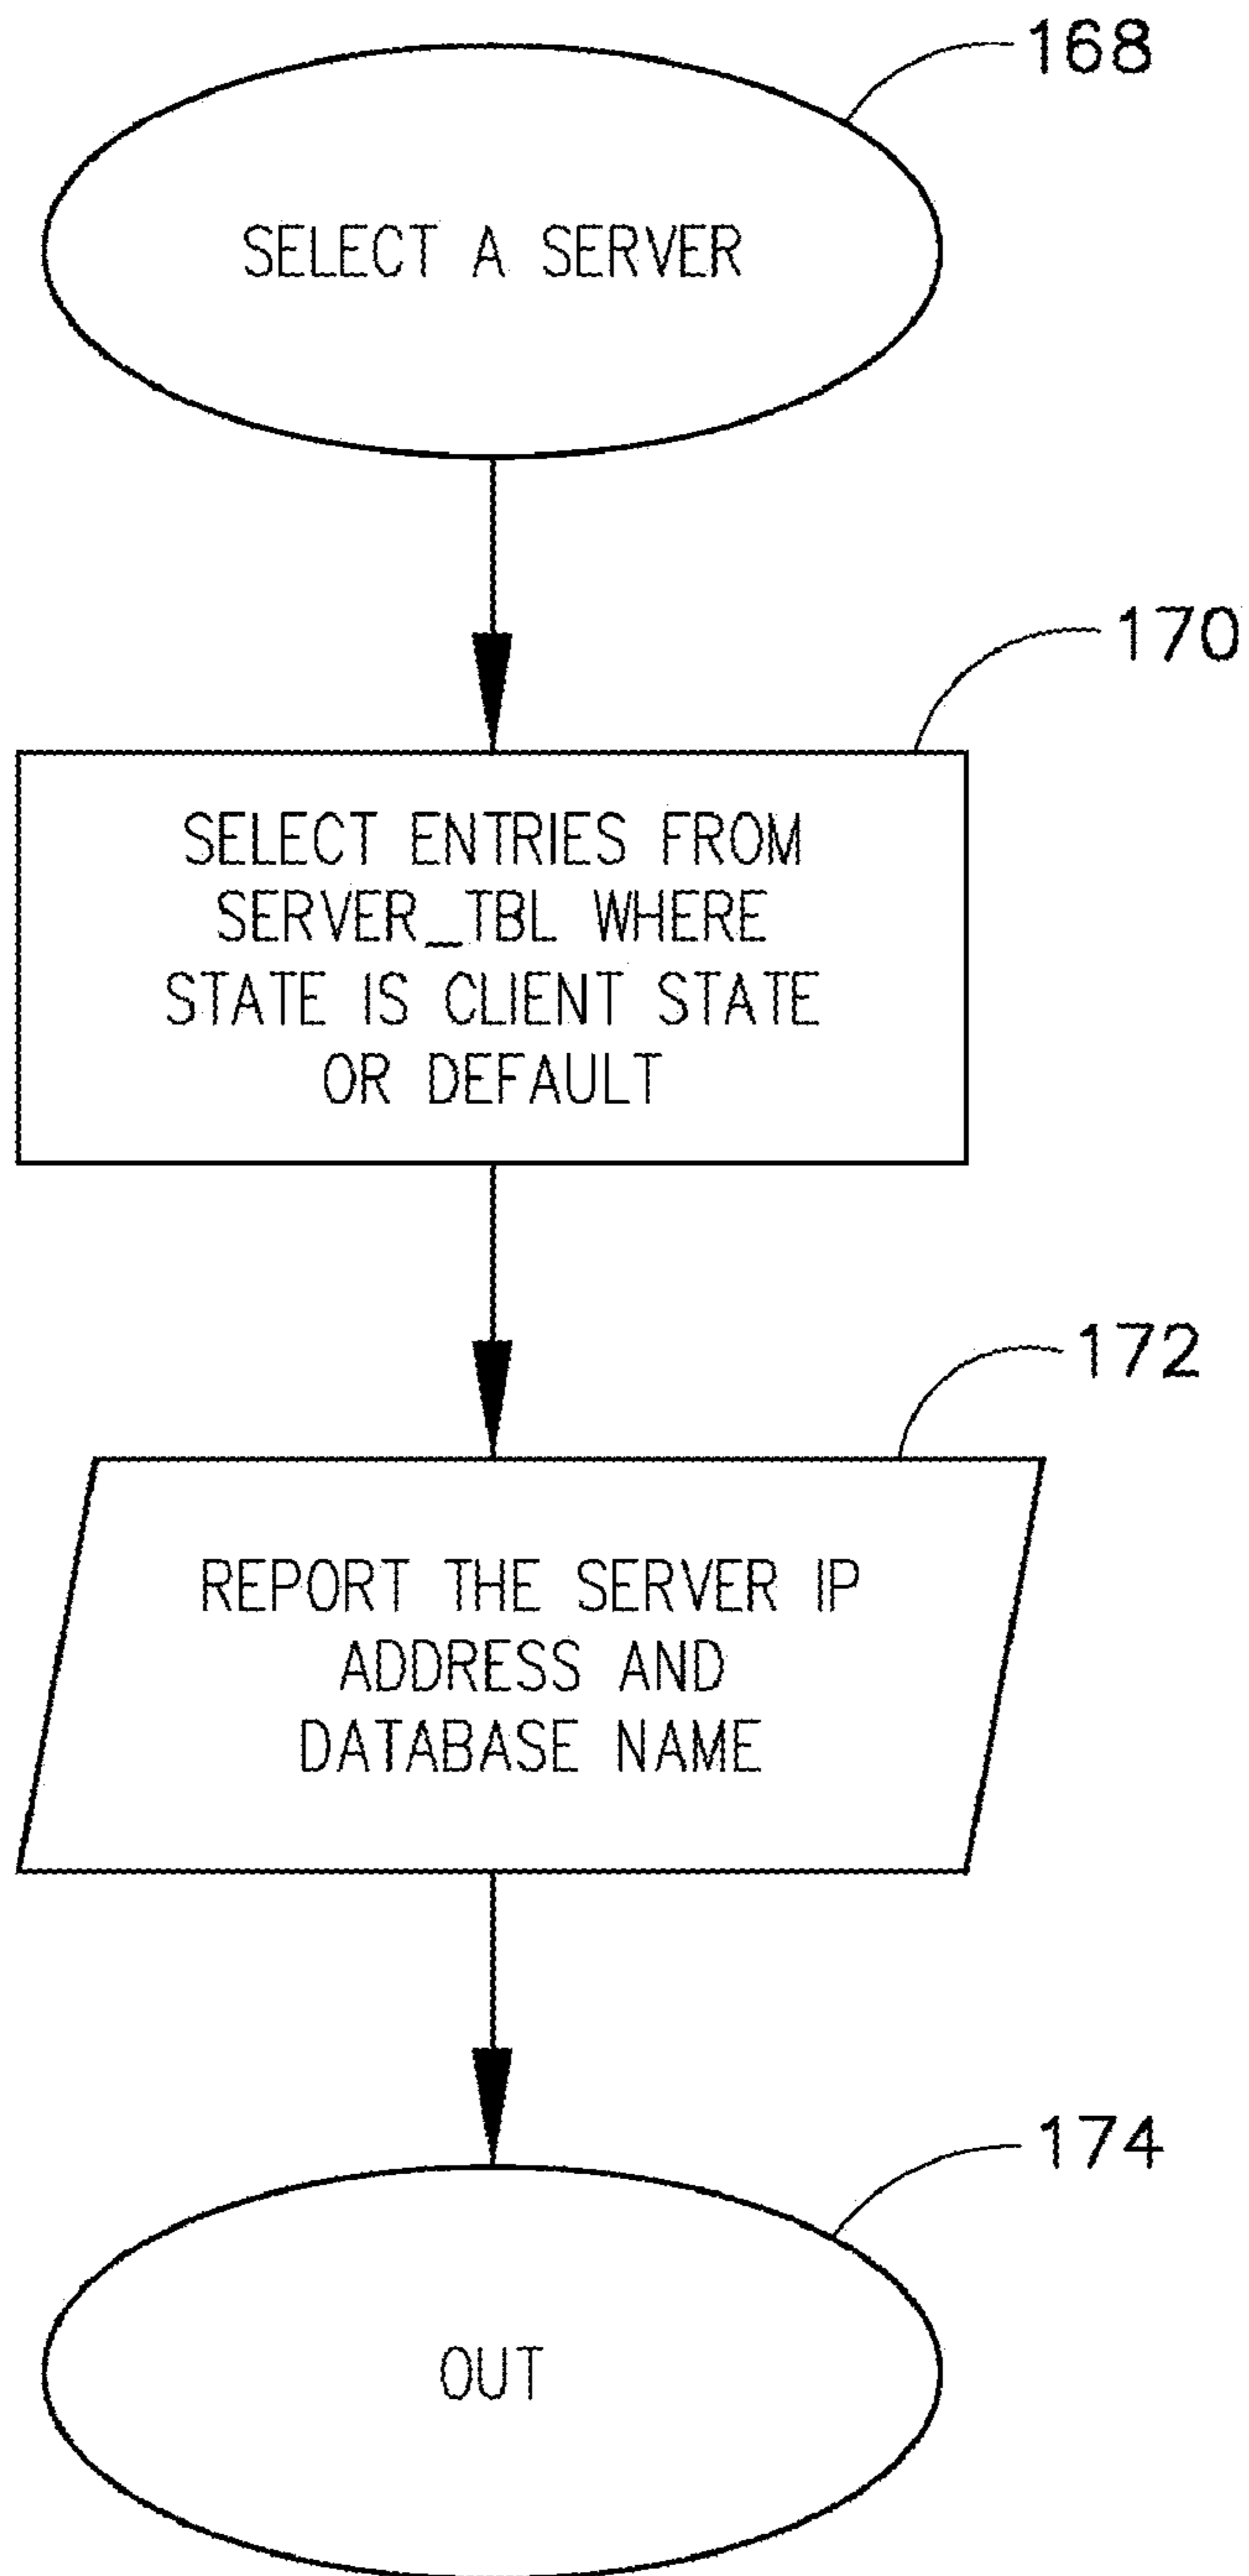 168
SELECT A SERVER
170
SELECT ENTRIES FROM
SERVER_TBL WHERE
STATE IS CLIENT STATE
OR DEFAULT
172
REPORT THE SERVER IP
ADDRESS AND
DATABASE NAME
174
OUT